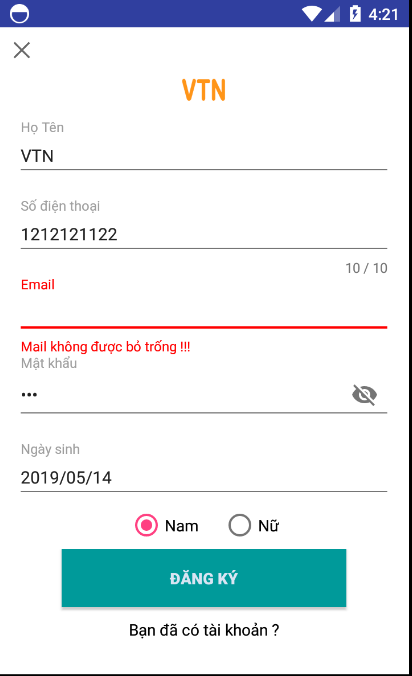 4:21
VTN
Họ Tên
VTN
Số điện thoại
1212121122
10 / 10
Email
Mail không được bỏ trống !!!
Mật khẩu
•••
Ngày sinh
2019/05/14
Nam Nữ
ĐĂNG KÝ
Bạn đã có tài khoản ?